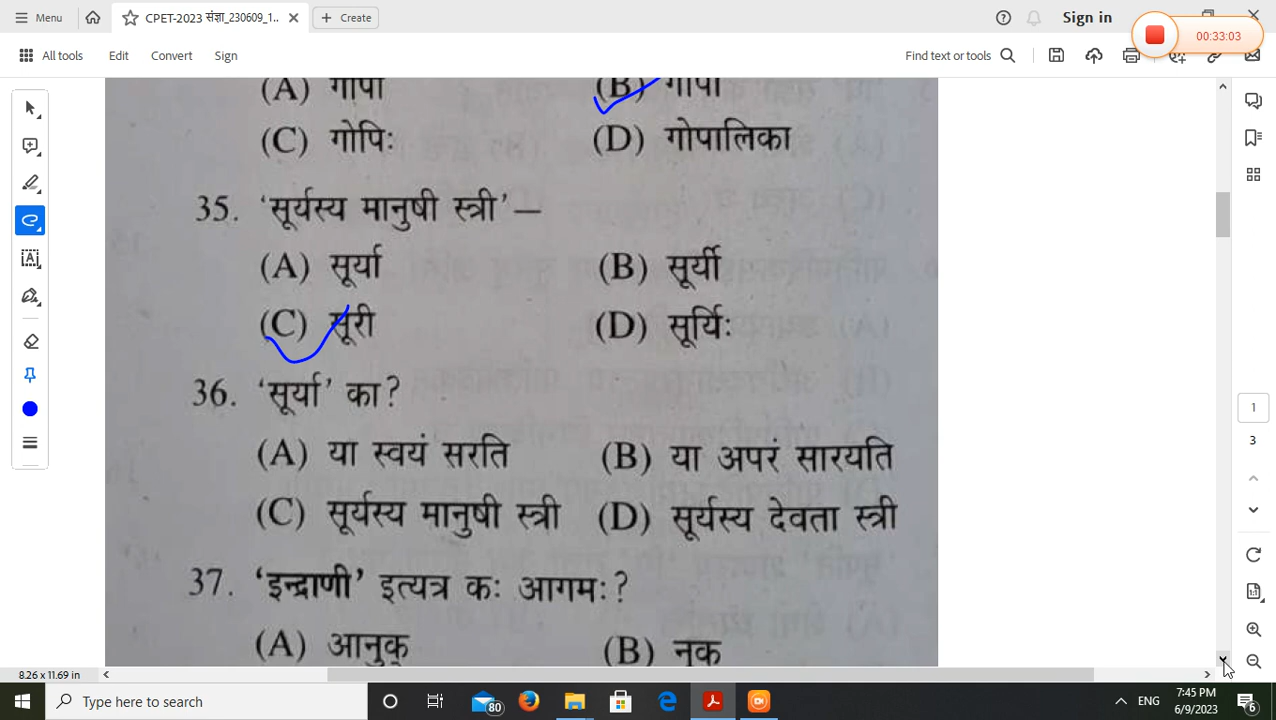 Menu
CPET-2023 संज्ञा_230609_1...
Create
Sign in
00:33:03
All tools
Edit
Convert
Sign
Find text or tools
(A) गोपा
(B) गोपी
(C) गोपिः
(D) गोपालिका
35. 'सूर्यस्य मानुषी स्त्री'—
(A) सूर्या
(B) सूर्यी
(C) सूरी
(D) सूर्यिः
36. 'सूर्या' का?
(A) या स्वयं सरति
(B) या अपरं सारयति
(C) सूर्यस्य मानुषी स्त्री
(D) सूर्यस्य देवता स्त्री
37. 'इन्द्राणी' इत्यत्र कः आगमः?
(A) आनुक्
(B) नुक्
1
3
8.26 x 11.69 in
Type here to search
80
ENG
7:45 PM
6/9/2023
6